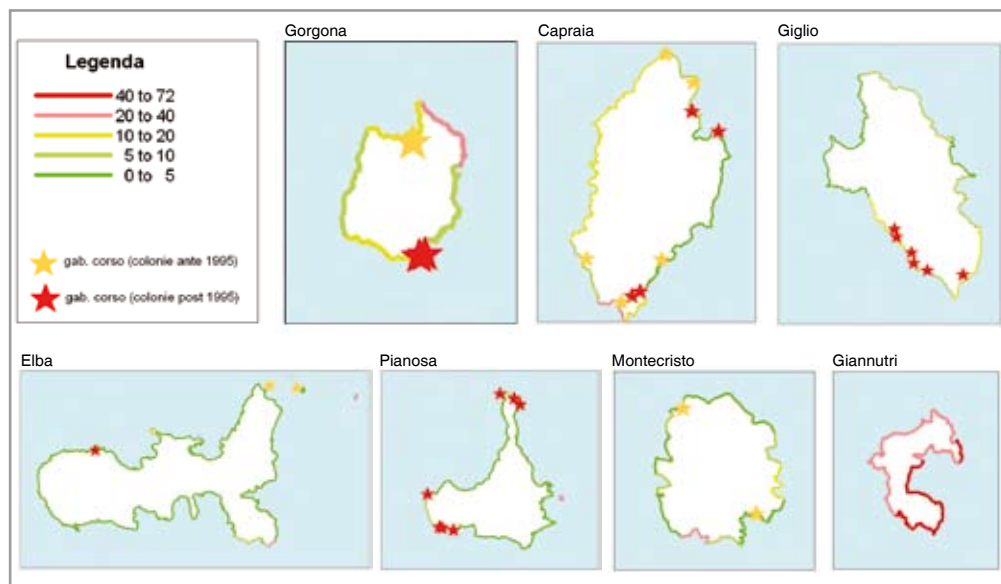 Gorgona
Capraia
Giglio
Legenda
40 to 72
20 to 40
10 to 20
5 to 10
0 to 5
gab. corso (colonie ante 1995)
gab. corso (colonie post 1995)
Elba
Pianosa
Montecristo
Giannutri